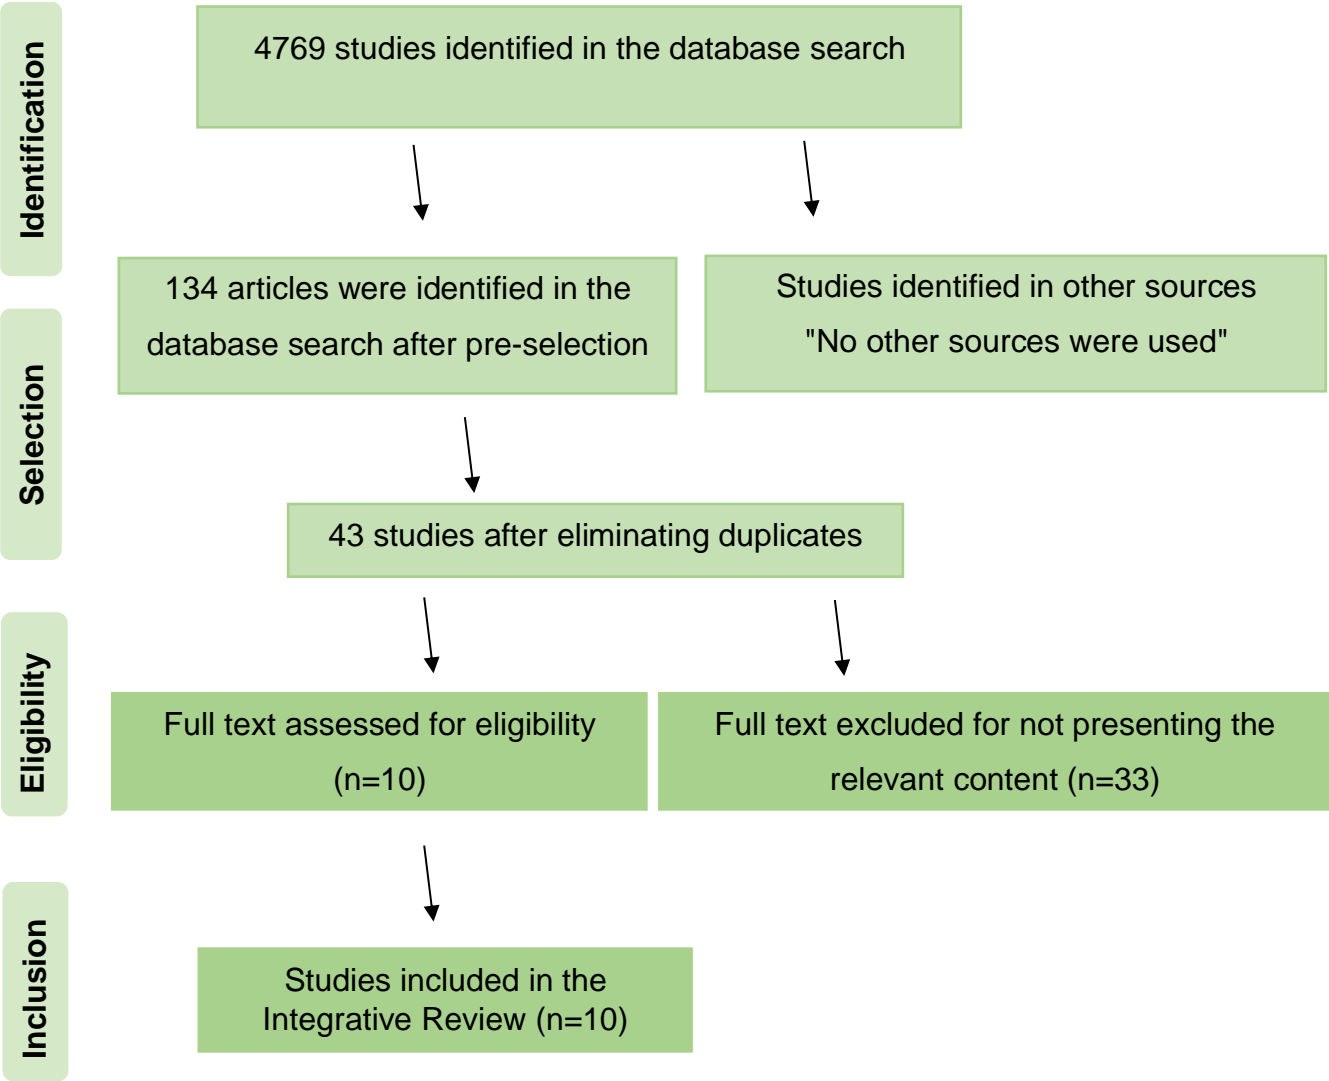 Identification
4769 studies identified in the database search
134 articles were identified in the
database search after pre-selection
Studies identified in other sources
"No other sources were used"
Selection
43 studies after eliminating duplicates
Eligibility
Full text assessed for eligibility
(n=10)
Full text excluded for not presenting the
relevant content (n=33)
Inclusion
Studies included in the
Integrative Review (n=10)